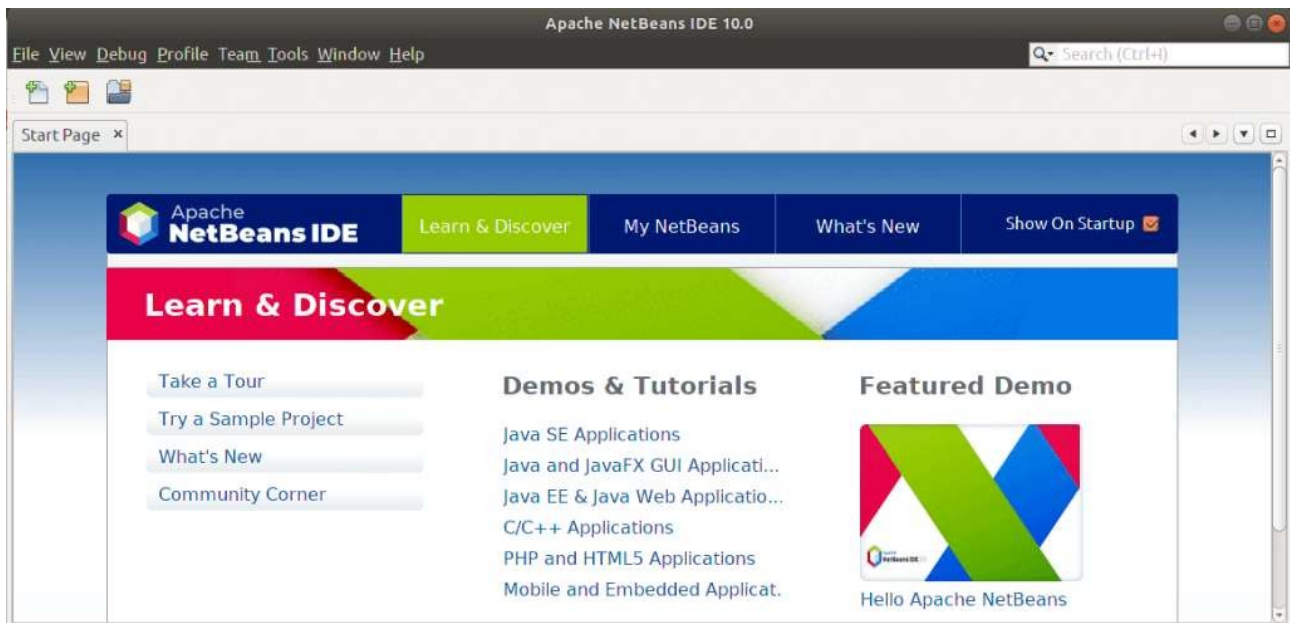 Apache NetBeans IDE 10.0
File View Debug Profile Team Tools Window Help
Search (Ctrl+I)
Start Page
Apache
NetBeans IDE
Learn & Discover
My NetBeans
What's New
Show On Startup
Learn & Discover
Take a Tour
Try a Sample Project
What's New
Community Corner
Demos & Tutorials
Java SE Applications
Java and JavaFX GUI Applicati...
Java EE & Java Web Applicatio...
C/C++ Applications
PHP and HTML5 Applications
Mobile and Embedded Applicat.
Featured Demo
Apache
NetBeans IDE
Hello Apache NetBeans